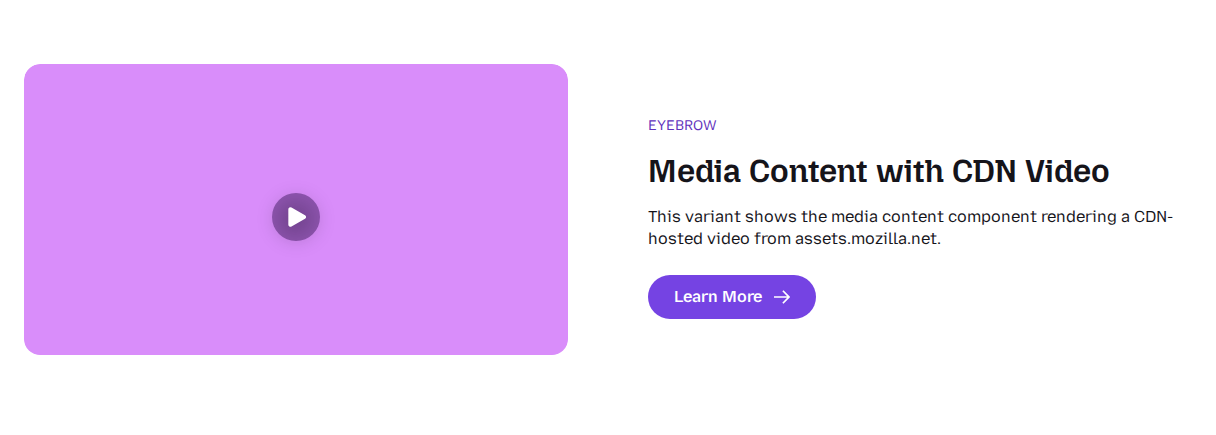 EYEBROW
Media Content with CDN Video
This variant shows the media content component rendering a CDN-
hosted video from assets.mozilla.net.
Learn More